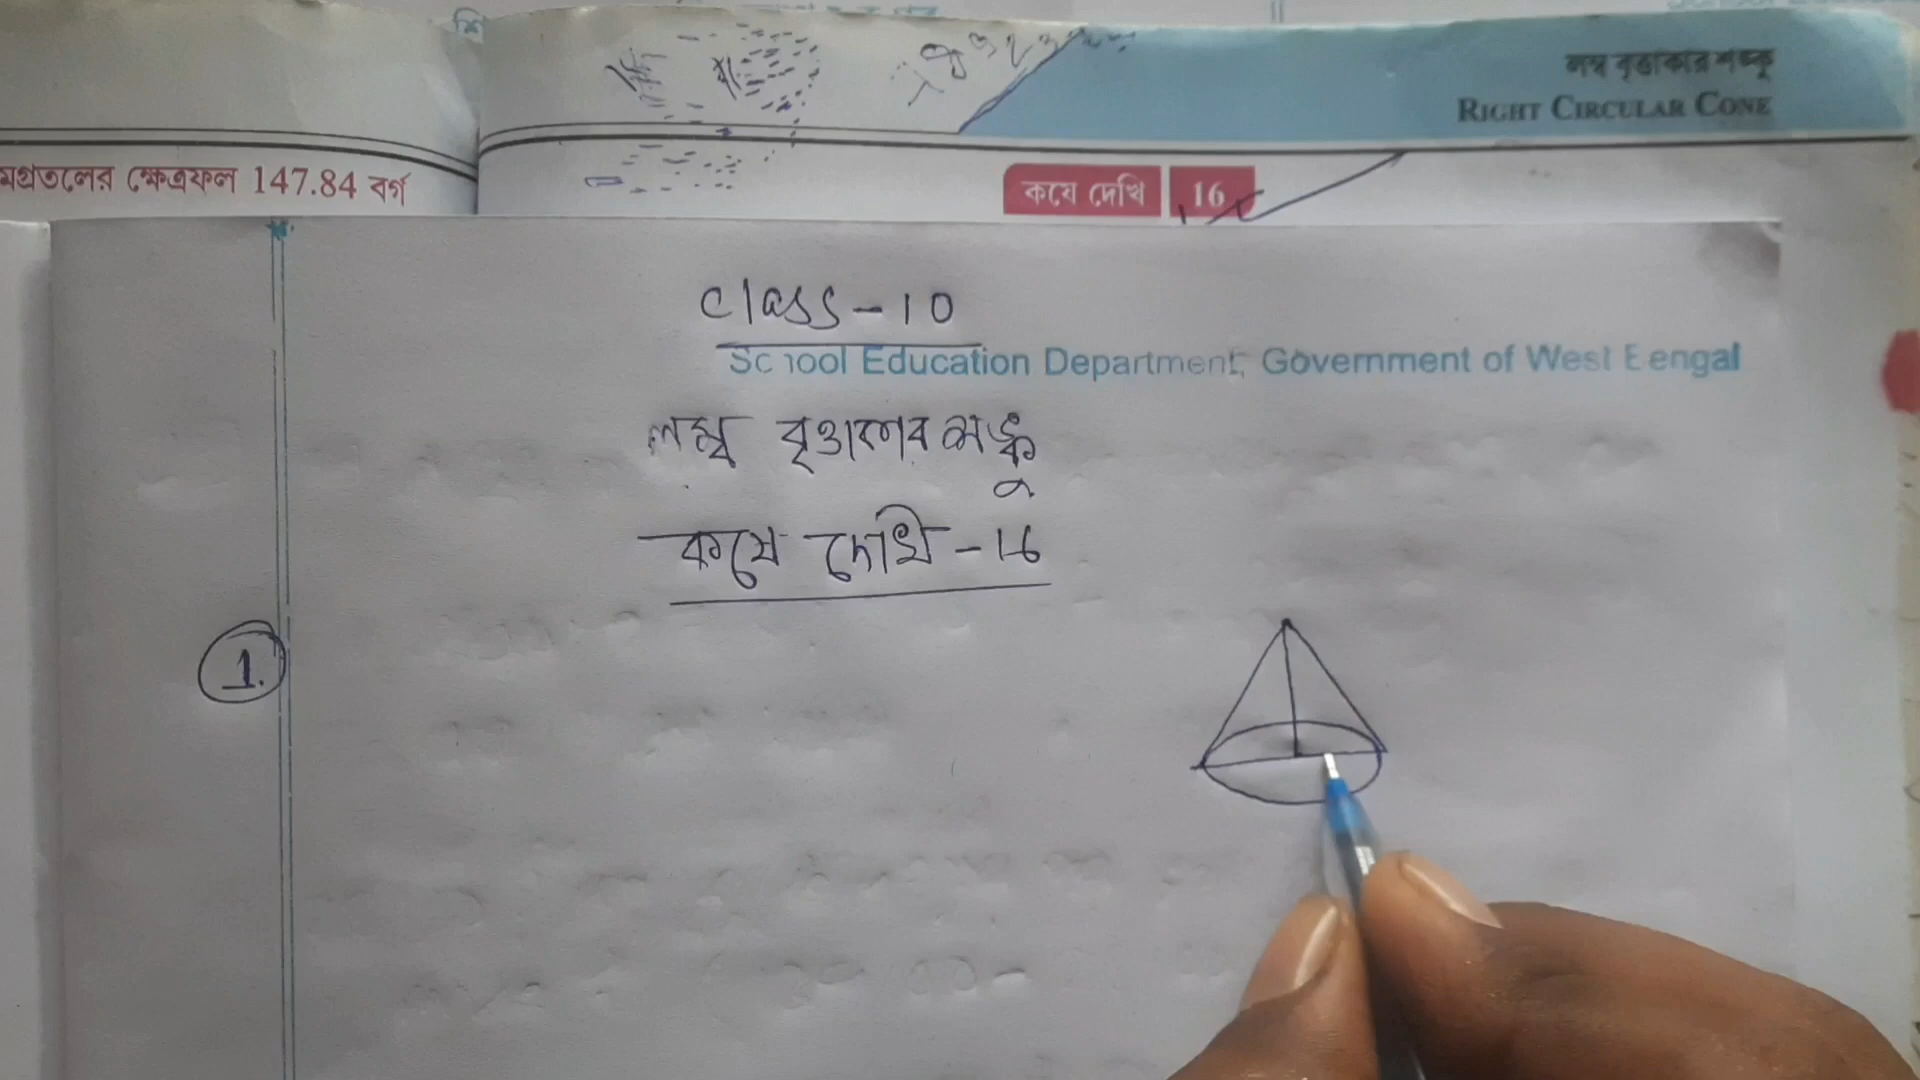 লম্ব বৃত্তাকার শঙ্কু
RIGHT CIRCULAR CONE
মগ্রতলের ক্ষেত্রফল 147.84 বর্গ
কষে দেখি 16
Class-10
School Education Department, Government of West Bengal
লম্ব বৃত্তাকার শঙ্কু
কষে দেখি -16
1.